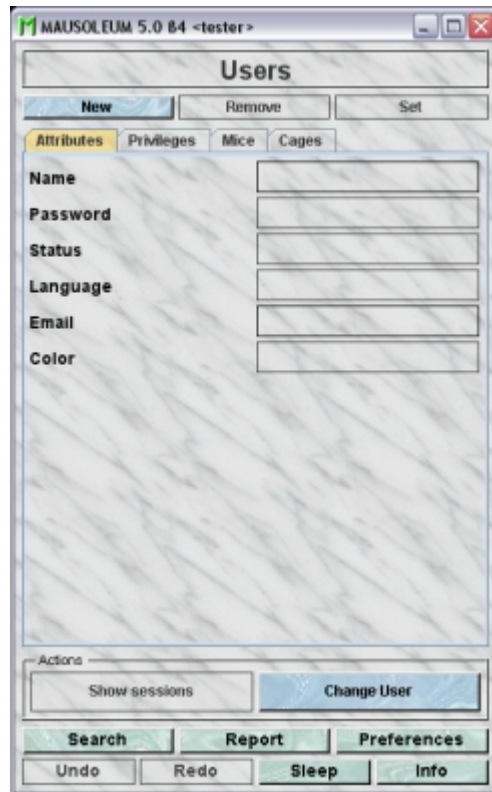 MAUSOLEUM 5.0 ß4 <tester>
Users
New Remove Set
Attributes Privileges Mice Cages
Name
Password
Status
Language
Email
Color
Actions
Show sessions Change User
Search Report Preferences
Undo Redo Sleep Info